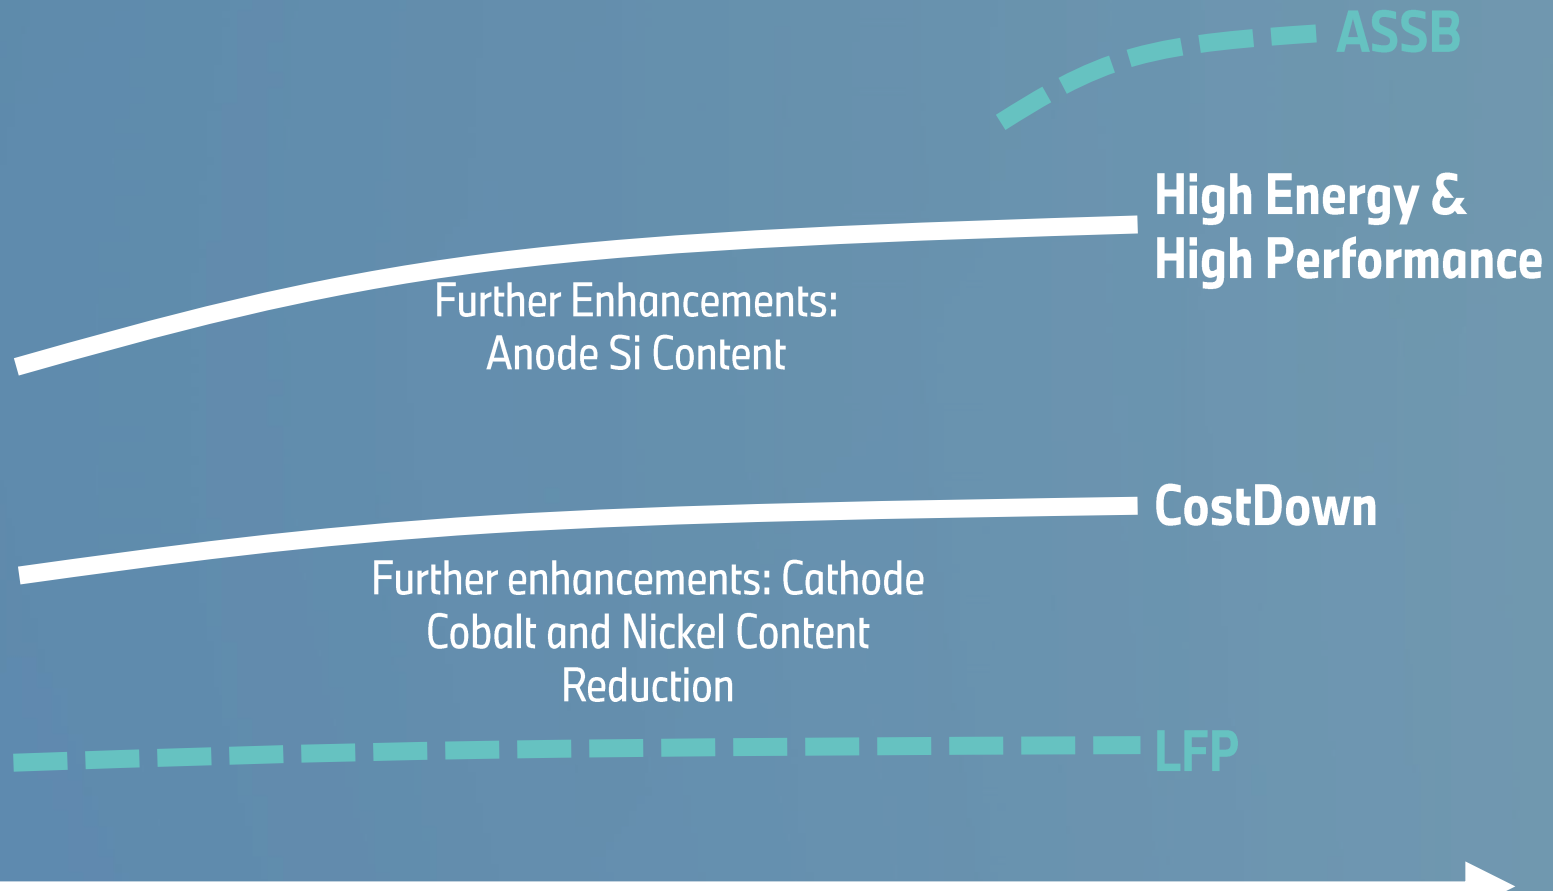 ASSB
High Energy &
High Performance
Further Enhancements:
Anode Si Content
CostDown
Further enhancements: Cathode
Cobalt and Nickel Content
Reduction
LFP